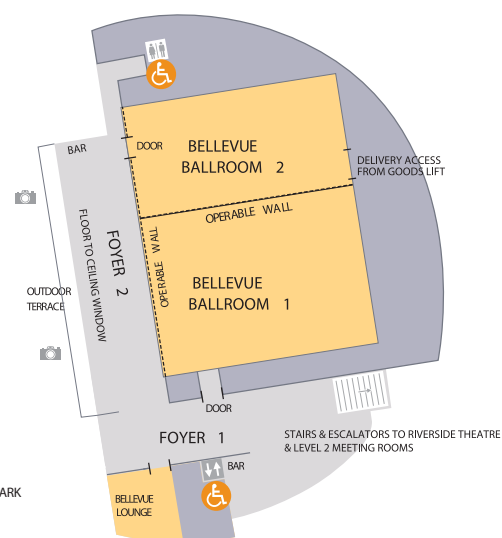 BAR
DOOR
BELLEVUE
BALLROOM 2
DELIVERY ACCESS
FROM GOODS LIFT
OPERABLE WALL
FLOOR TO CEILING WINDOW
FOYER 2
OPERABLE WALL
BELLEVUE
BALLROOM 1
OUTDOOR
TERRACE
DOOR
FOYER 1
STAIRS & ESCALATORS TO RIVERSIDE THEATRE
& LEVEL 2 MEETING ROOMS
BAR
ARK
BELLEVUE
LOUNGE